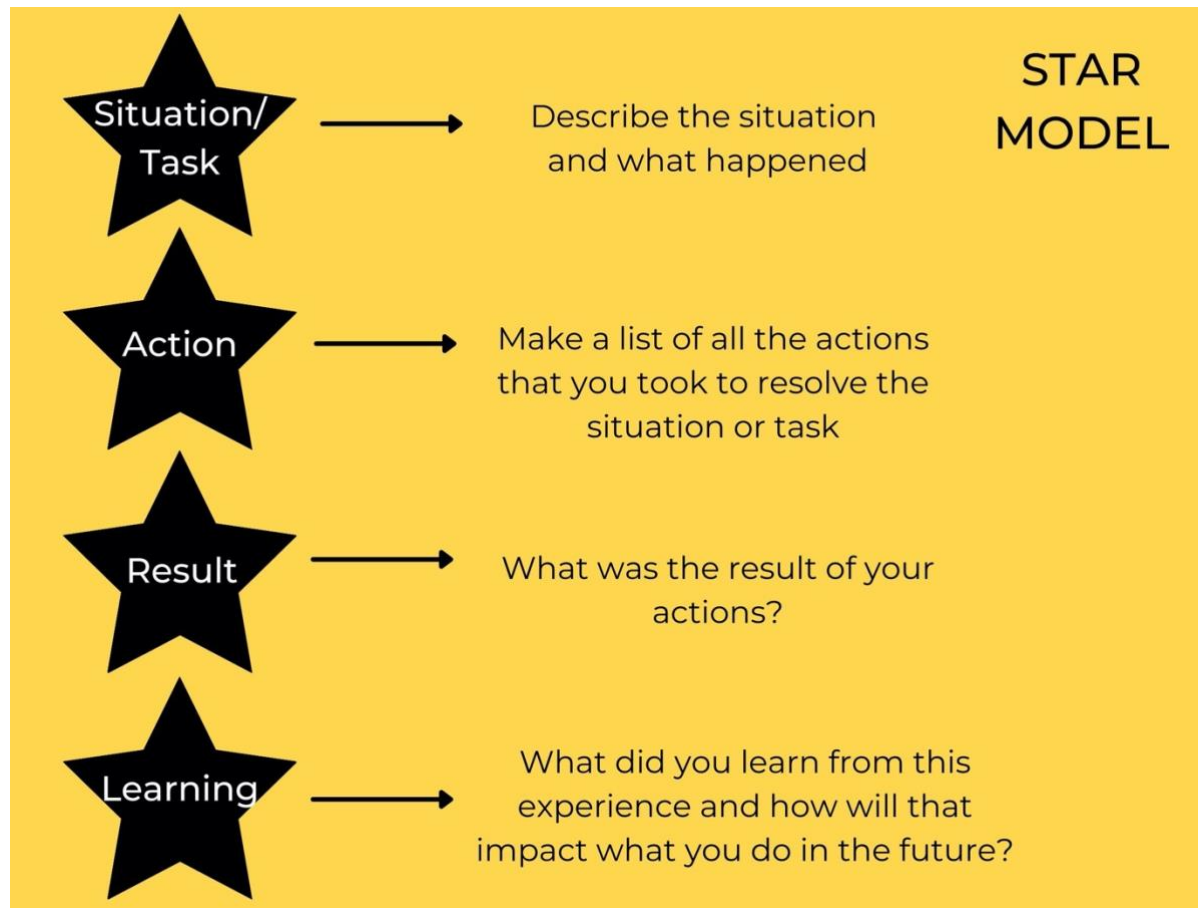 STAR
MODEL
Situation/
Task
Describe the situation
and what happened
Action
Make a list of all the actions
that you took to resolve the
situation or task
Result
What was the result of your
actions?
Learning
What did you learn from this
experience and how will that
impact what you do in the future?